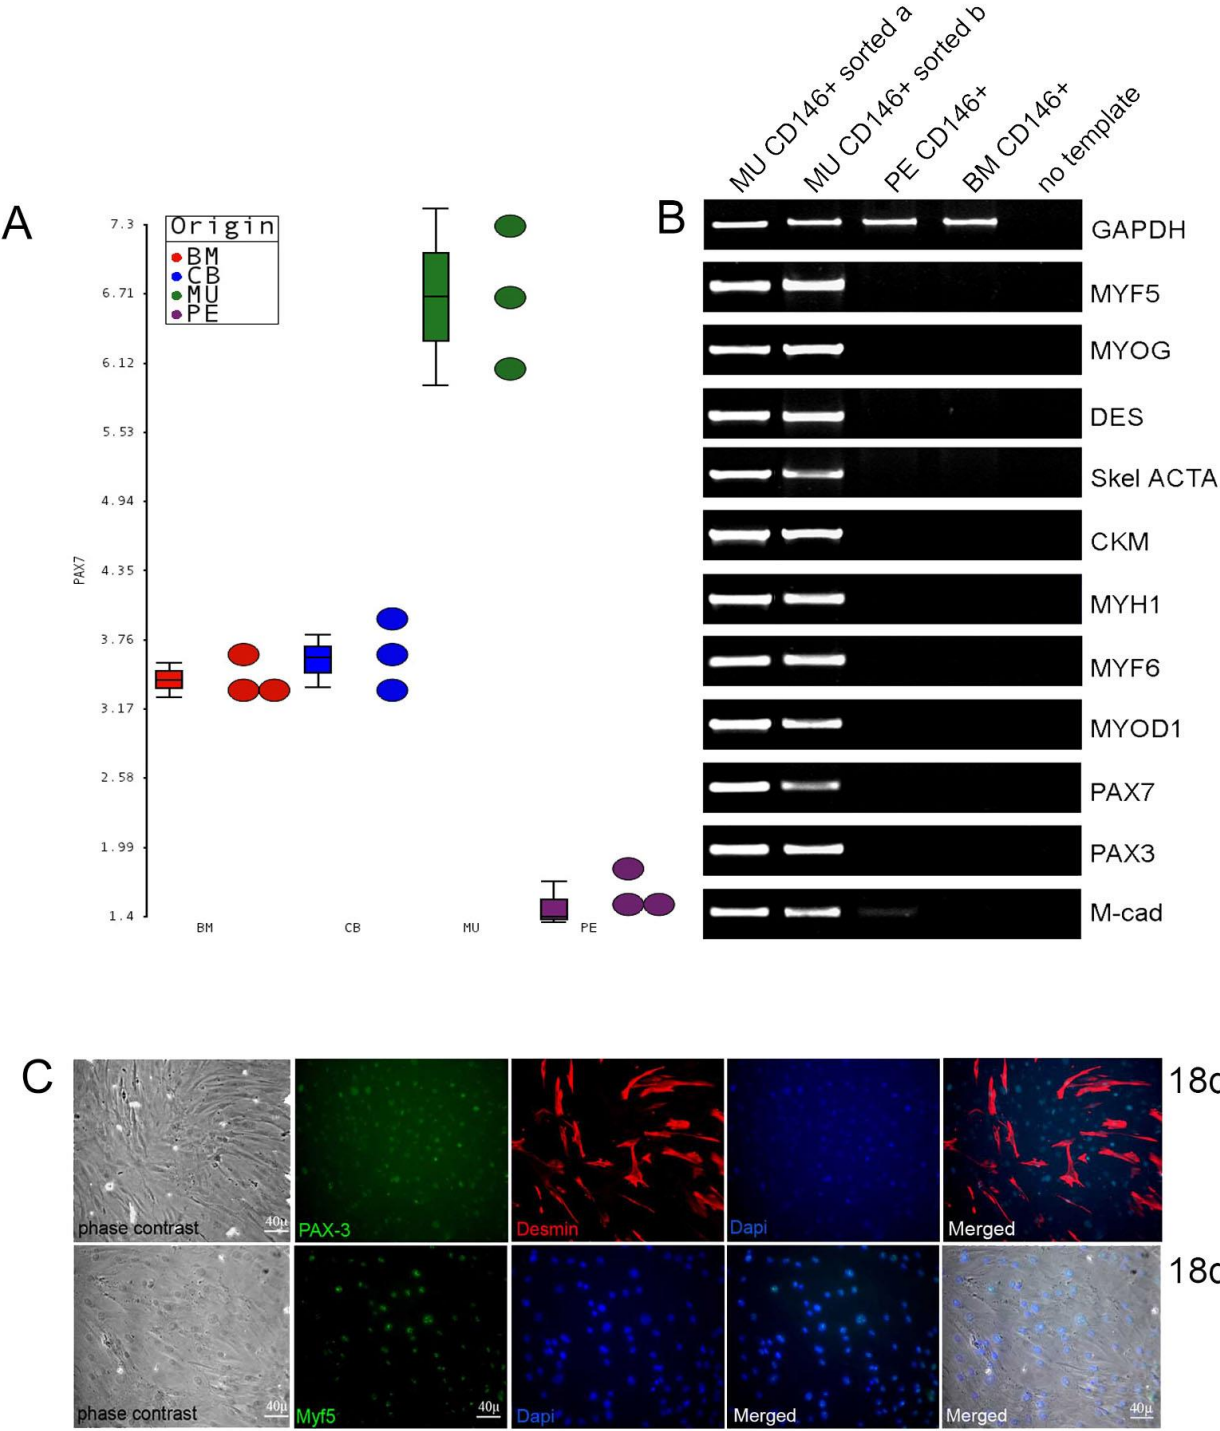 MU CD146+ sorted a
MU CD146+ sorted b
PE CD146+
BM CD146+
no template
A
7.3
6.71
6.12
5.53
4.94
4.35
3.76
3.17
2.58
1.99
1.4
PAX7
Origin
BM
CB
MU
PE
BM CB MU PE
B
GAPDH
MYF5
MYOG
DES
Skel ACTA
CKM
MYH1
MYF6
MYOD1
PAX7
PAX3
M-cad
C
phase contrast 40µ PAX-3 Desmin Dapi Merged 18d
phase contrast 40µ Myf5 40µ Dapi Merged Merged 40µ 18d